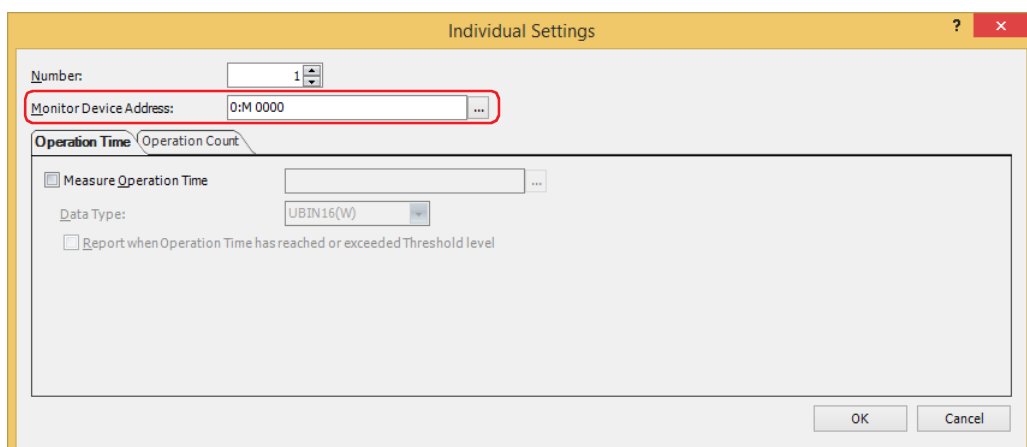 Individual Settings ? ×
Number: 1
Monitor Device Address: 0:M 0000 ...
Operation Time Operation Count
Measure Operation Time ...
Data Type: UBIN16(W)
Report when Operation Time has reached or exceeded Threshold level
OK Cancel